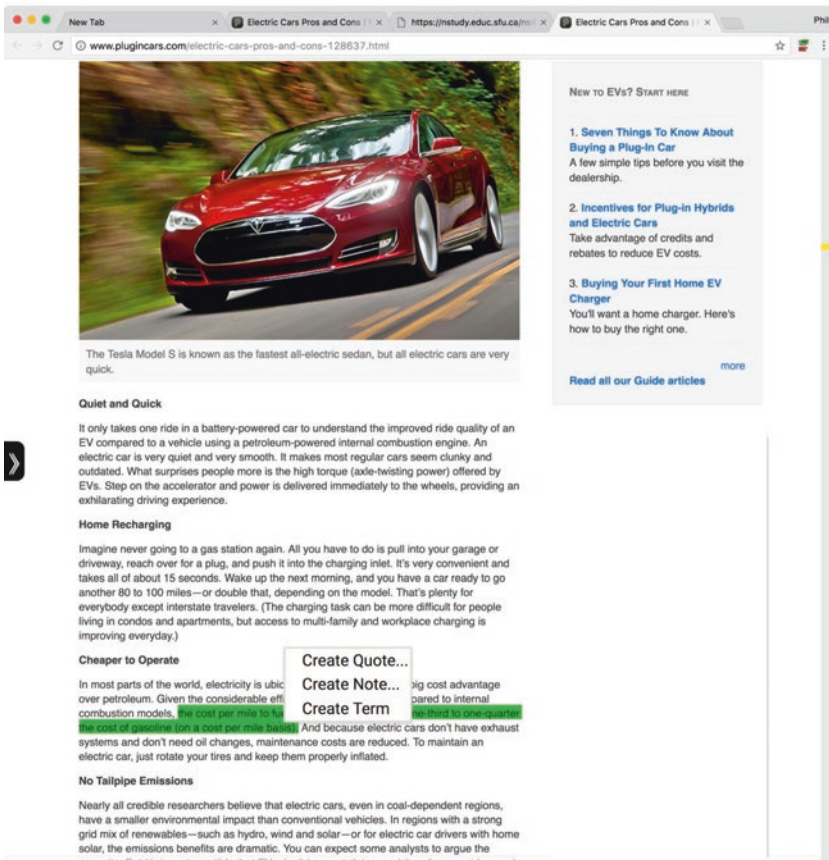 New Tab
Electric Cars Pros and Cons |
https://nstudy.educ.sfu.ca/ns
Electric Cars Pros and Cons |
Phil
www.plugincars.com/electric-cars-pros-and-cons-128637.html
The Tesla Model S is known as the fastest all-electric sedan, but all electric cars are very
quick.
Quiet and Quick
It only takes one ride in a battery-powered car to understand the improved ride quality of an
EV compared to a vehicle using a petroleum-powered internal combustion engine. An
electric car is very quiet and very smooth. It makes most regular cars seem clunky and
outdated. What surprises people more is the high torque (axle-twisting power) offered by
EVs. Step on the accelerator and power is delivered immediately to the wheels, providing an
exhilarating driving experience.
Home Recharging
Imagine never going to a gas station again. All you have to do is pull into your garage or
driveway, reach over for a plug, and push it into the charging inlet. It's very convenient and
takes all of about 15 seconds. Wake up the next morning, and you have a car ready to go
another 80 to 100 miles—or double that, depending on the model. That's plenty for
everybody except interstate travelers. (The charging task can be more difficult for people
living in condos and apartments, but access to multi-family and workplace charging is
improving everyday.)
Cheaper to Operate
In most parts of the world, electricity is big cost advantage
over petroleum. Given the considerable pared to internal
combustion models, the cost per mile to ne-third to one-quarter
the cost of gasoline (on a cost per mile basis). And because electric cars don't have exhaust
systems and don't need oil changes, maintenance costs are reduced. To maintain an
electric car, just rotate your tires and keep them properly inflated.
Create Quote...
Create Note...
Create Term
No Tailpipe Emissions
Nearly all credible researchers believe that electric cars, even in coal-dependent regions,
have a smaller environmental impact than conventional vehicles. In regions with a strong
grid mix of renewables—such as hydro, wind and solar—or for electric car drivers with home
solar, the emissions benefits are dramatic. You can expect some analysts to argue the
New to EVs? Start here
1. Seven Things To Know About
Buying a Plug-In Car
A few simple tips before you visit the
dealership.
2. Incentives for Plug-in Hybrids
and Electric Cars
Take advantage of credits and
rebates to reduce EV costs.
3. Buying Your First Home EV
Charger
You'll want a home charger. Here's
how to buy the right one.
more
Read all our Guide articles